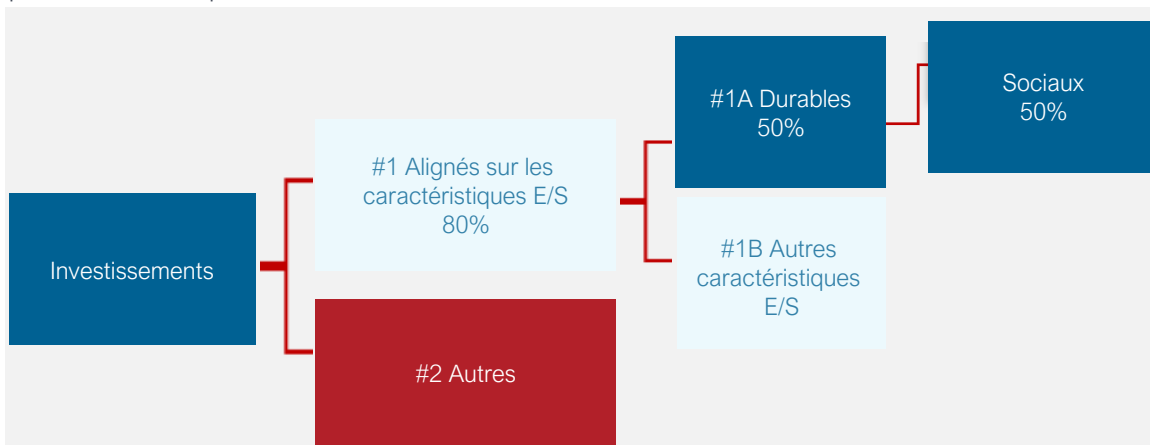 Investissements
#1 Alignés sur les
caractéristiques E/S
80%
#2 Autres
#1A Durables
50%
#1B Autres
caractéristiques
E/S
Sociaux
50%